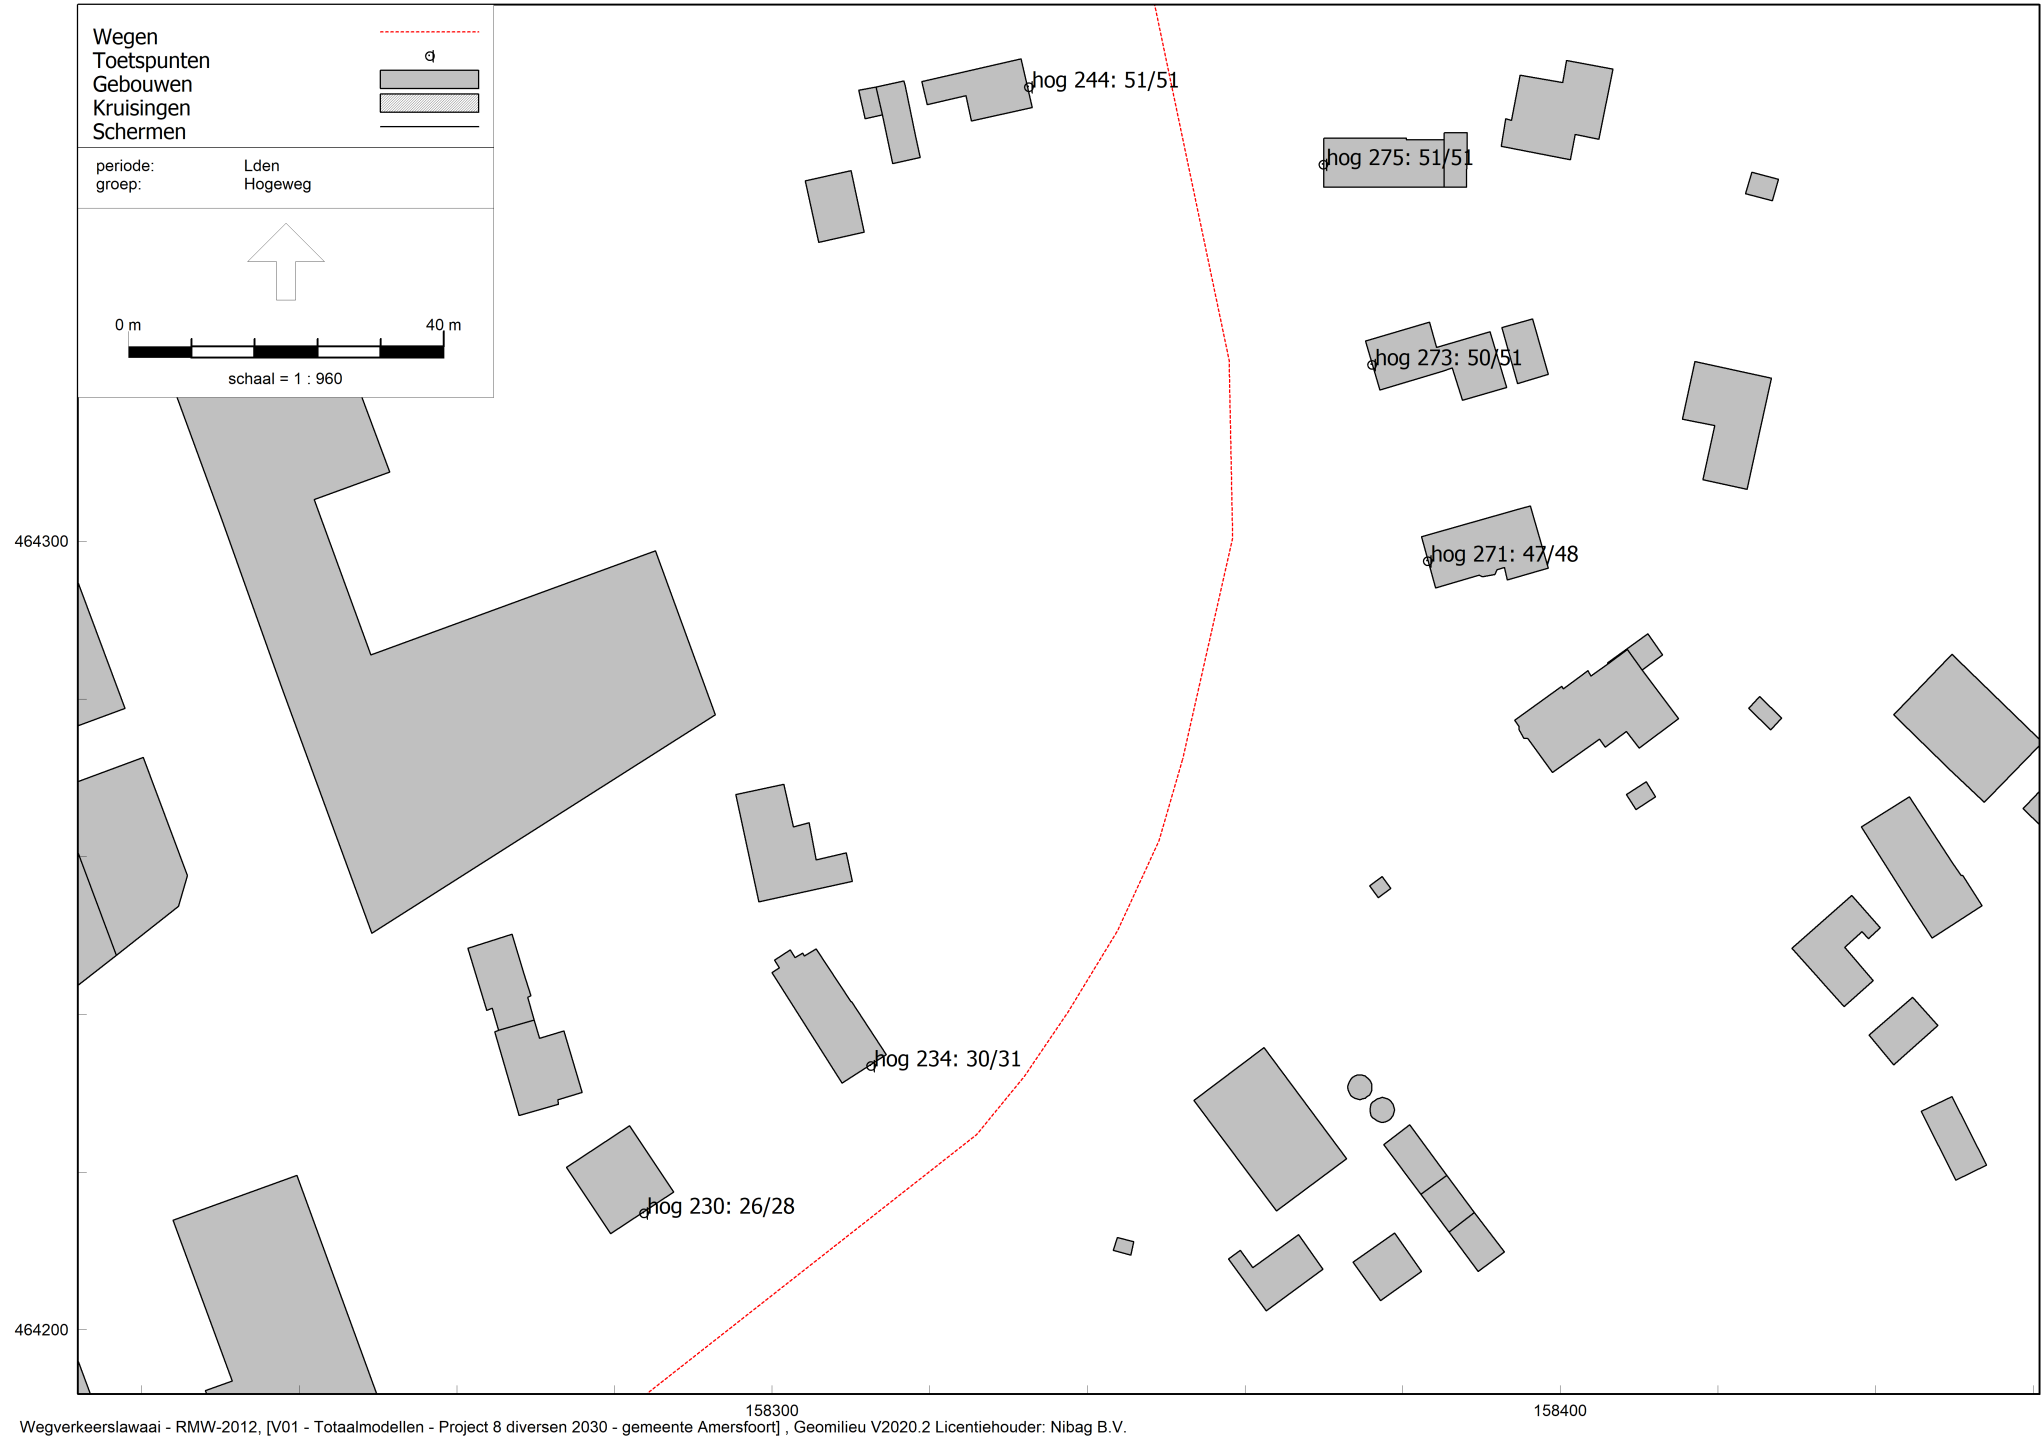 Wegen
Toetspunten
Gebouwen
Kruisingen
Schermen
periode: Lden
groep: Hogeweg
0 m 40 m
schaal = 1 : 960
hog 244: 51/51
hog 275: 51/51
hog 273: 50/51
464300
hog 271: 47/48
hog 234: 30/31
hog 230: 26/28
464200
158300 158400
Wegverkeerslawaai - RMW-2012, [V01 - Totaalmodellen - Project 8 diversen 2030 - gemeente Amersfoort] , Geomilieu V2020.2 Licentiehouder: Nibag B.V.